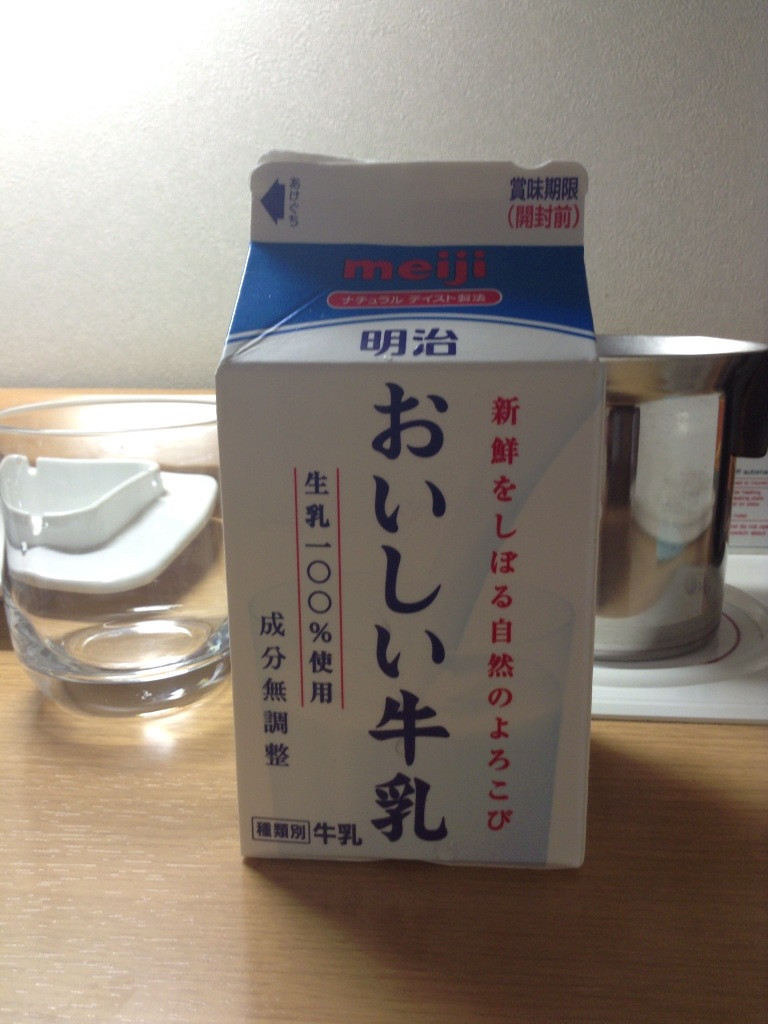 あけぐち
賞味期限
(開封前)
meiji
ナチュラル テイスト製法
明治
新鮮をしぼる自然のよろこび
おいしい牛乳
生乳一〇〇%使用
成分無調整
種類別 牛乳